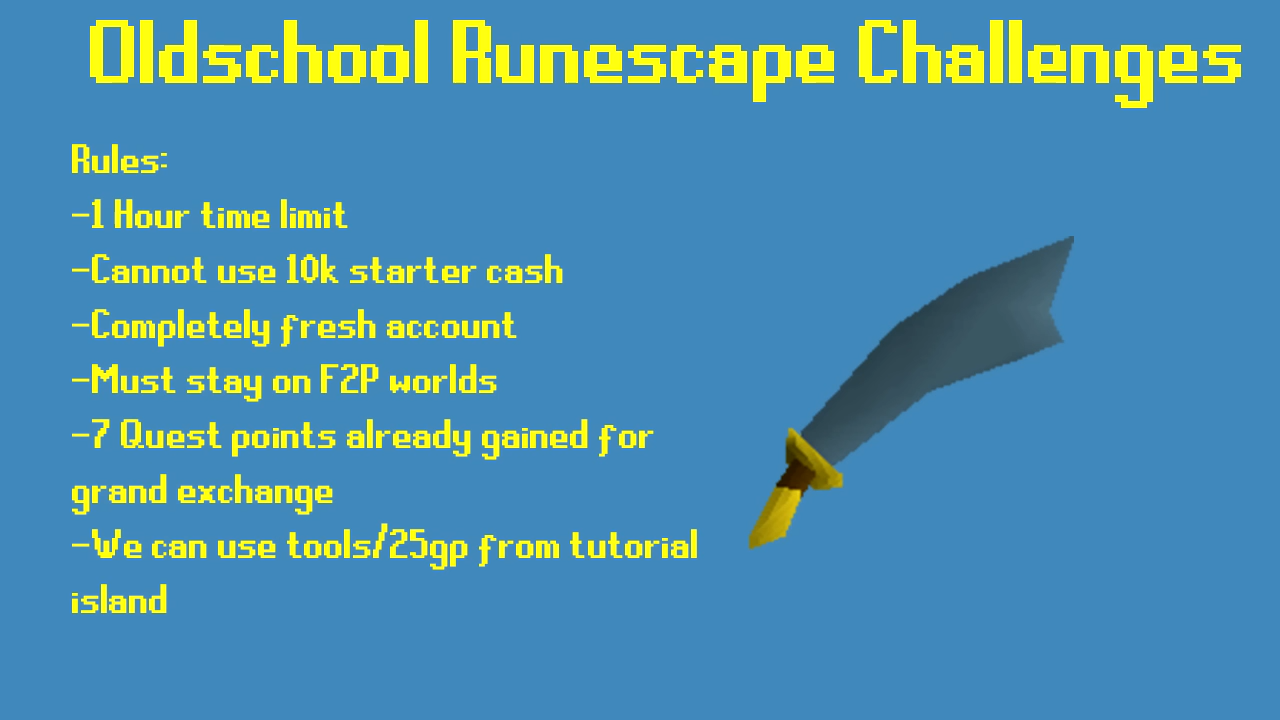 Oldschool Runescape Challenges
Rules:
-1 Hour time limit
-Cannot use 10k starter cash
-Completely fresh account
-Must stay on F2P worlds
-7 Quest points already gained for
grand exchange
-We can use tools/25gp from tutorial
island